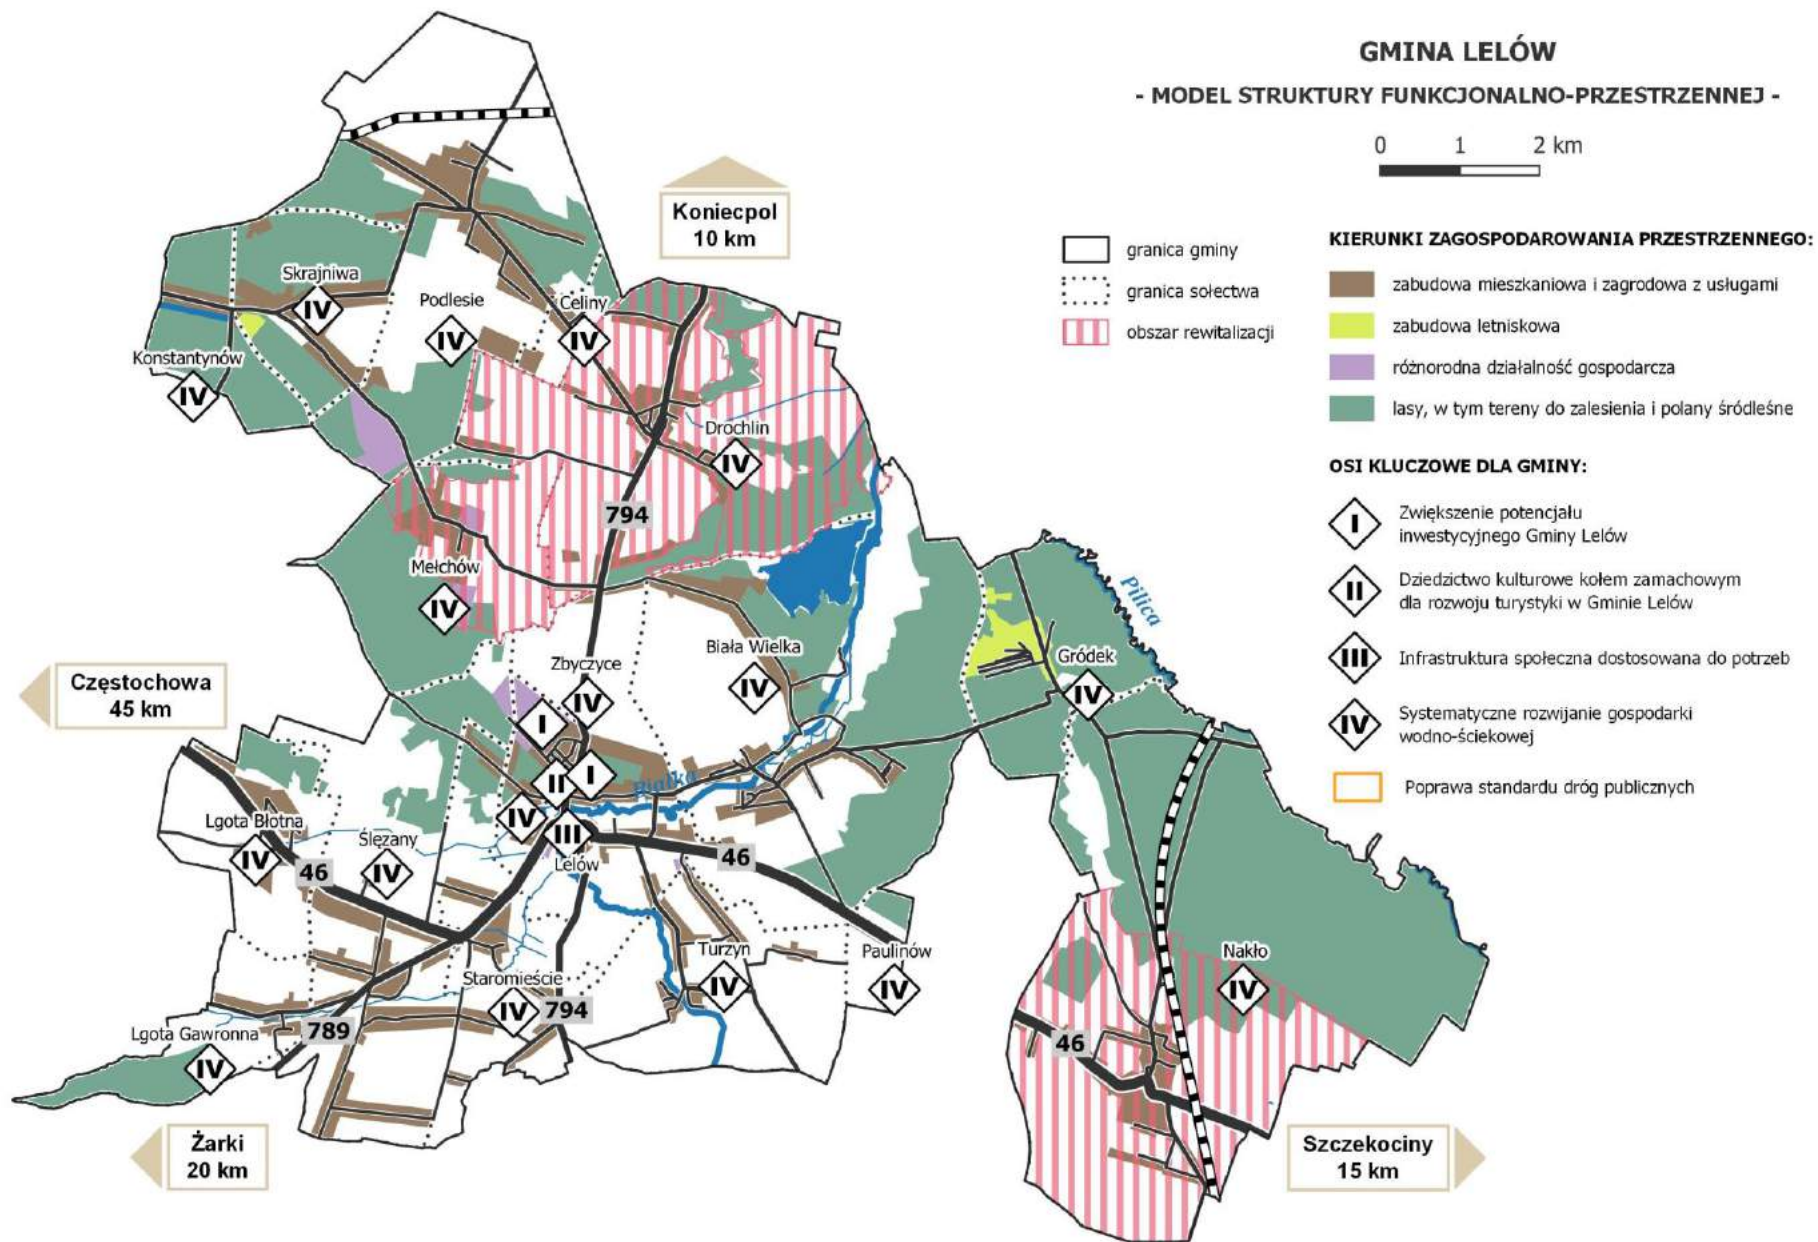 GMINA LELÓW
- MODEL STRUKTURY FUNKCJONALNO-PRZESTRZENNEJ -
0 1 2 km
granica gminy
granica sołectwa
obszar rewitalizacji
KIERUNKI ZAGOSPODAROWANIA PRZESTRZENNEGO:
zabudowa mieszkaniowa i zagrodowa z usługami
zabudowa letniskowa
różnorodna działalność gospodarcza
lasy, w tym tereny do zalesienia i polany śródleśne
OSI KLUCZOWE DLA GMINY:
I
Zwiększenie potencjału
inwestycyjnego Gminy Lelów
II
Dziedzictwo kulturowe kołem zamachowym
dla rozwoju turystyki w Gminie Lelów
III
Infrastruktura społeczna dostosowana do potrzeb
IV
Systematyczne rozwijanie gospodarki
wodno-ściekowej
Poprawa standardu dróg publicznych
Koniecpol
10 km
Skrajniwa
IV
Podlesie
IV
Celiny
IV
Konstantynów
IV
Drochlin
IV
794
Mełchów
IV
Pilica
Częstochowa
45 km
Zbyczyce
IV
Biała Wielka
IV
Gródek
IV
I
II
I
Białka
IV
III
Lelów
Lgota Błotna
IV
46
Ślęzany
IV
46
Turzyn
IV
Paulinów
IV
Nakło
IV
Staromieście
IV
794
789
Lgota Gawronna
IV
46
Żarki
20 km
Szczekociny
15 km